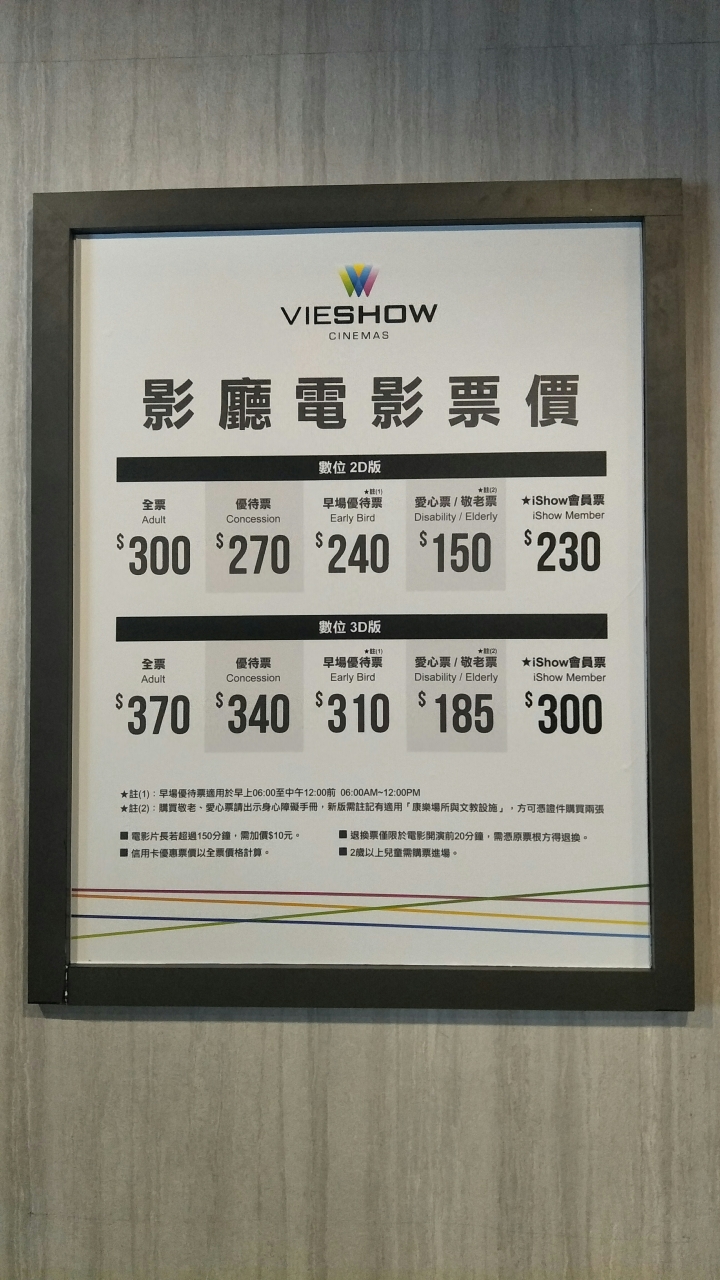 VIESHOW
CINEMAS
影廳電影票價
數位 2D版
全票 優待票 早場優待票★註(1) 愛心票 / 敬老票★註(2) ★iShow會員票
Adult Concession Early Bird Disability / Elderly iShow Member
$300 $270 $240 $150 $230
數位 3D版
全票 優待票 早場優待票★註(1) 愛心票 / 敬老票★註(2) ★iShow會員票
Adult Concession Early Bird Disability / Elderly iShow Member
$370 $340 $310 $185 $300
★註(1)：早場優待票適用於早上06:00至中午12:00前 06:00AM~12:00PM
★註(2)：購買敬老、愛心票請出示身心障礙手冊，新版需註記有適用「康樂場所與文教設施」，方可憑證件購買兩張
■ 電影片長若超過150分鐘，需加價$10元。 ■ 退換票僅限於電影開演前20分鐘，需憑原票根方得退換。
■ 信用卡優惠票價以全票價格計算。 ■ 2歲以上兒童需購票進場。